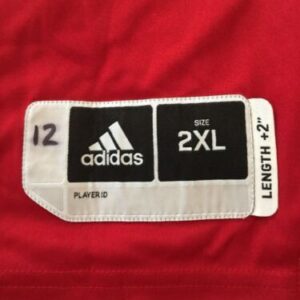 12
adidas
SIZE
2XL
PLAYER ID
LENGTH +2"